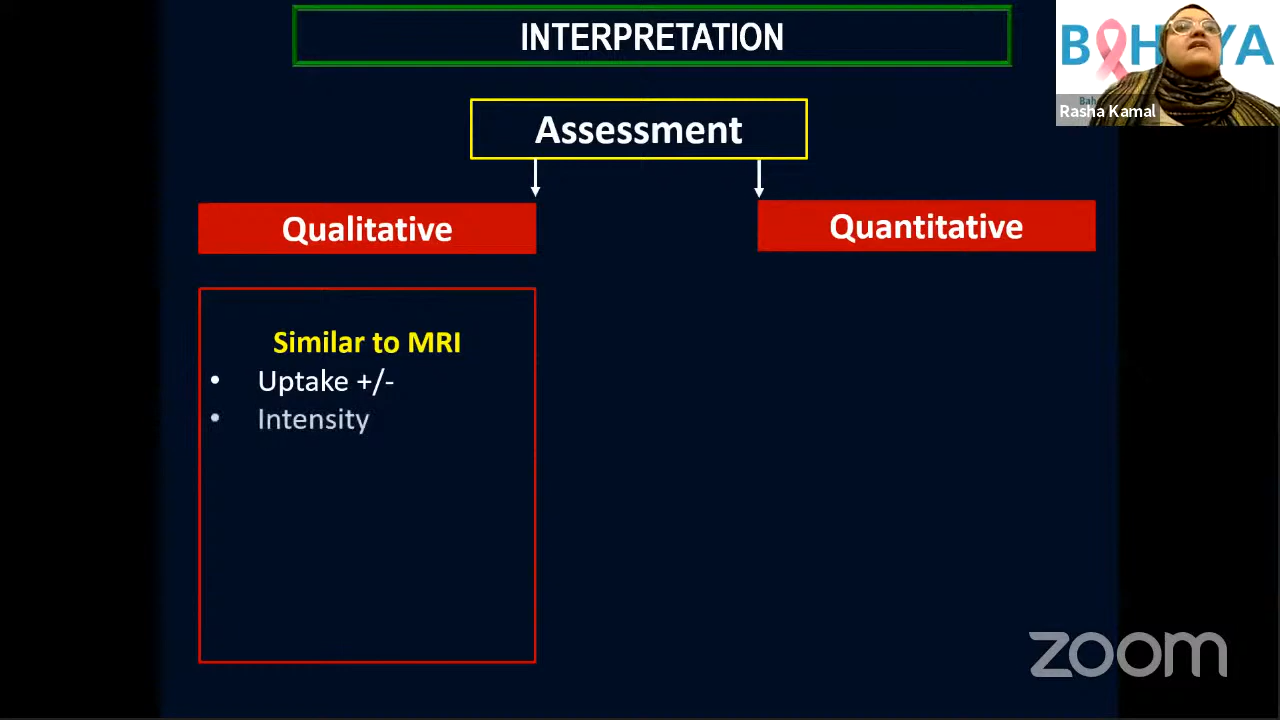 INTERPRETATION
Assessment
Qualitative
Quantitative
Similar to MRI
• Uptake +/-
• Intensity
Rasha Kamal
zoom